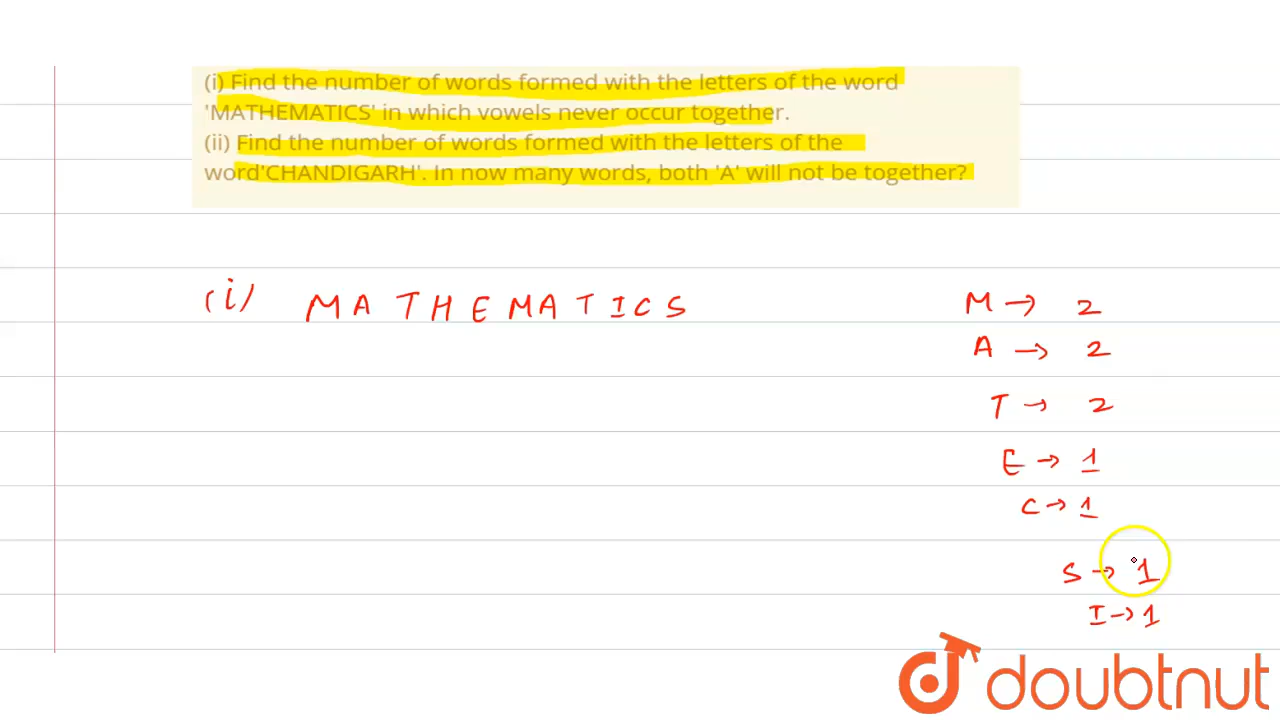 (i) Find the number of words formed with the letters of the word
'MATHEMATICS' in which vowels never occur together.
(ii) Find the number of words formed with the letters of the
word'CHANDIGARH'. In now many words, both 'A' will not be together?
(i) MATHEMATICS
M → 2
A → 2
T → 2
E → 1
C → 1
S → 1
I → 1
doubtnut